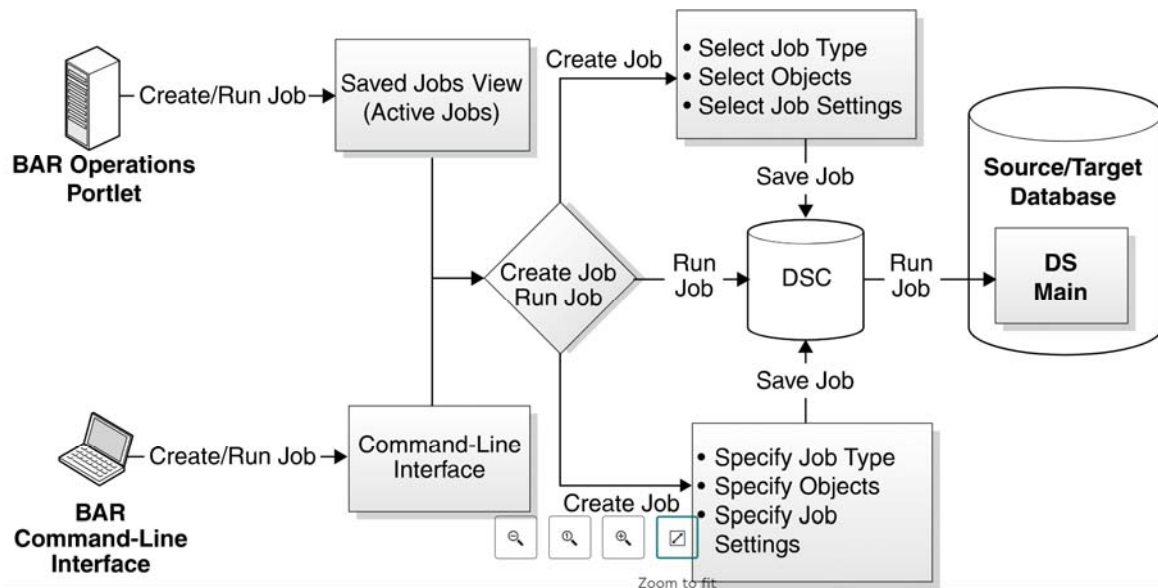 Create/Run Job
BAR Operations
Portlet
Saved Jobs View
(Active Jobs)
Create Job
• Select Job Type
• Select Objects
• Select Job Settings
Save Job
Source/Target
Database
Create Job
Run Job
Run
Job
DSC
Run
Job
DS
Main
Save Job
Create/Run Job
BAR
Command-Line
Interface
Command-Line
Interface
Create Job
• Specify Job Type
• Specify Objects
• Specify Job
Settings
1
Zoom to fit